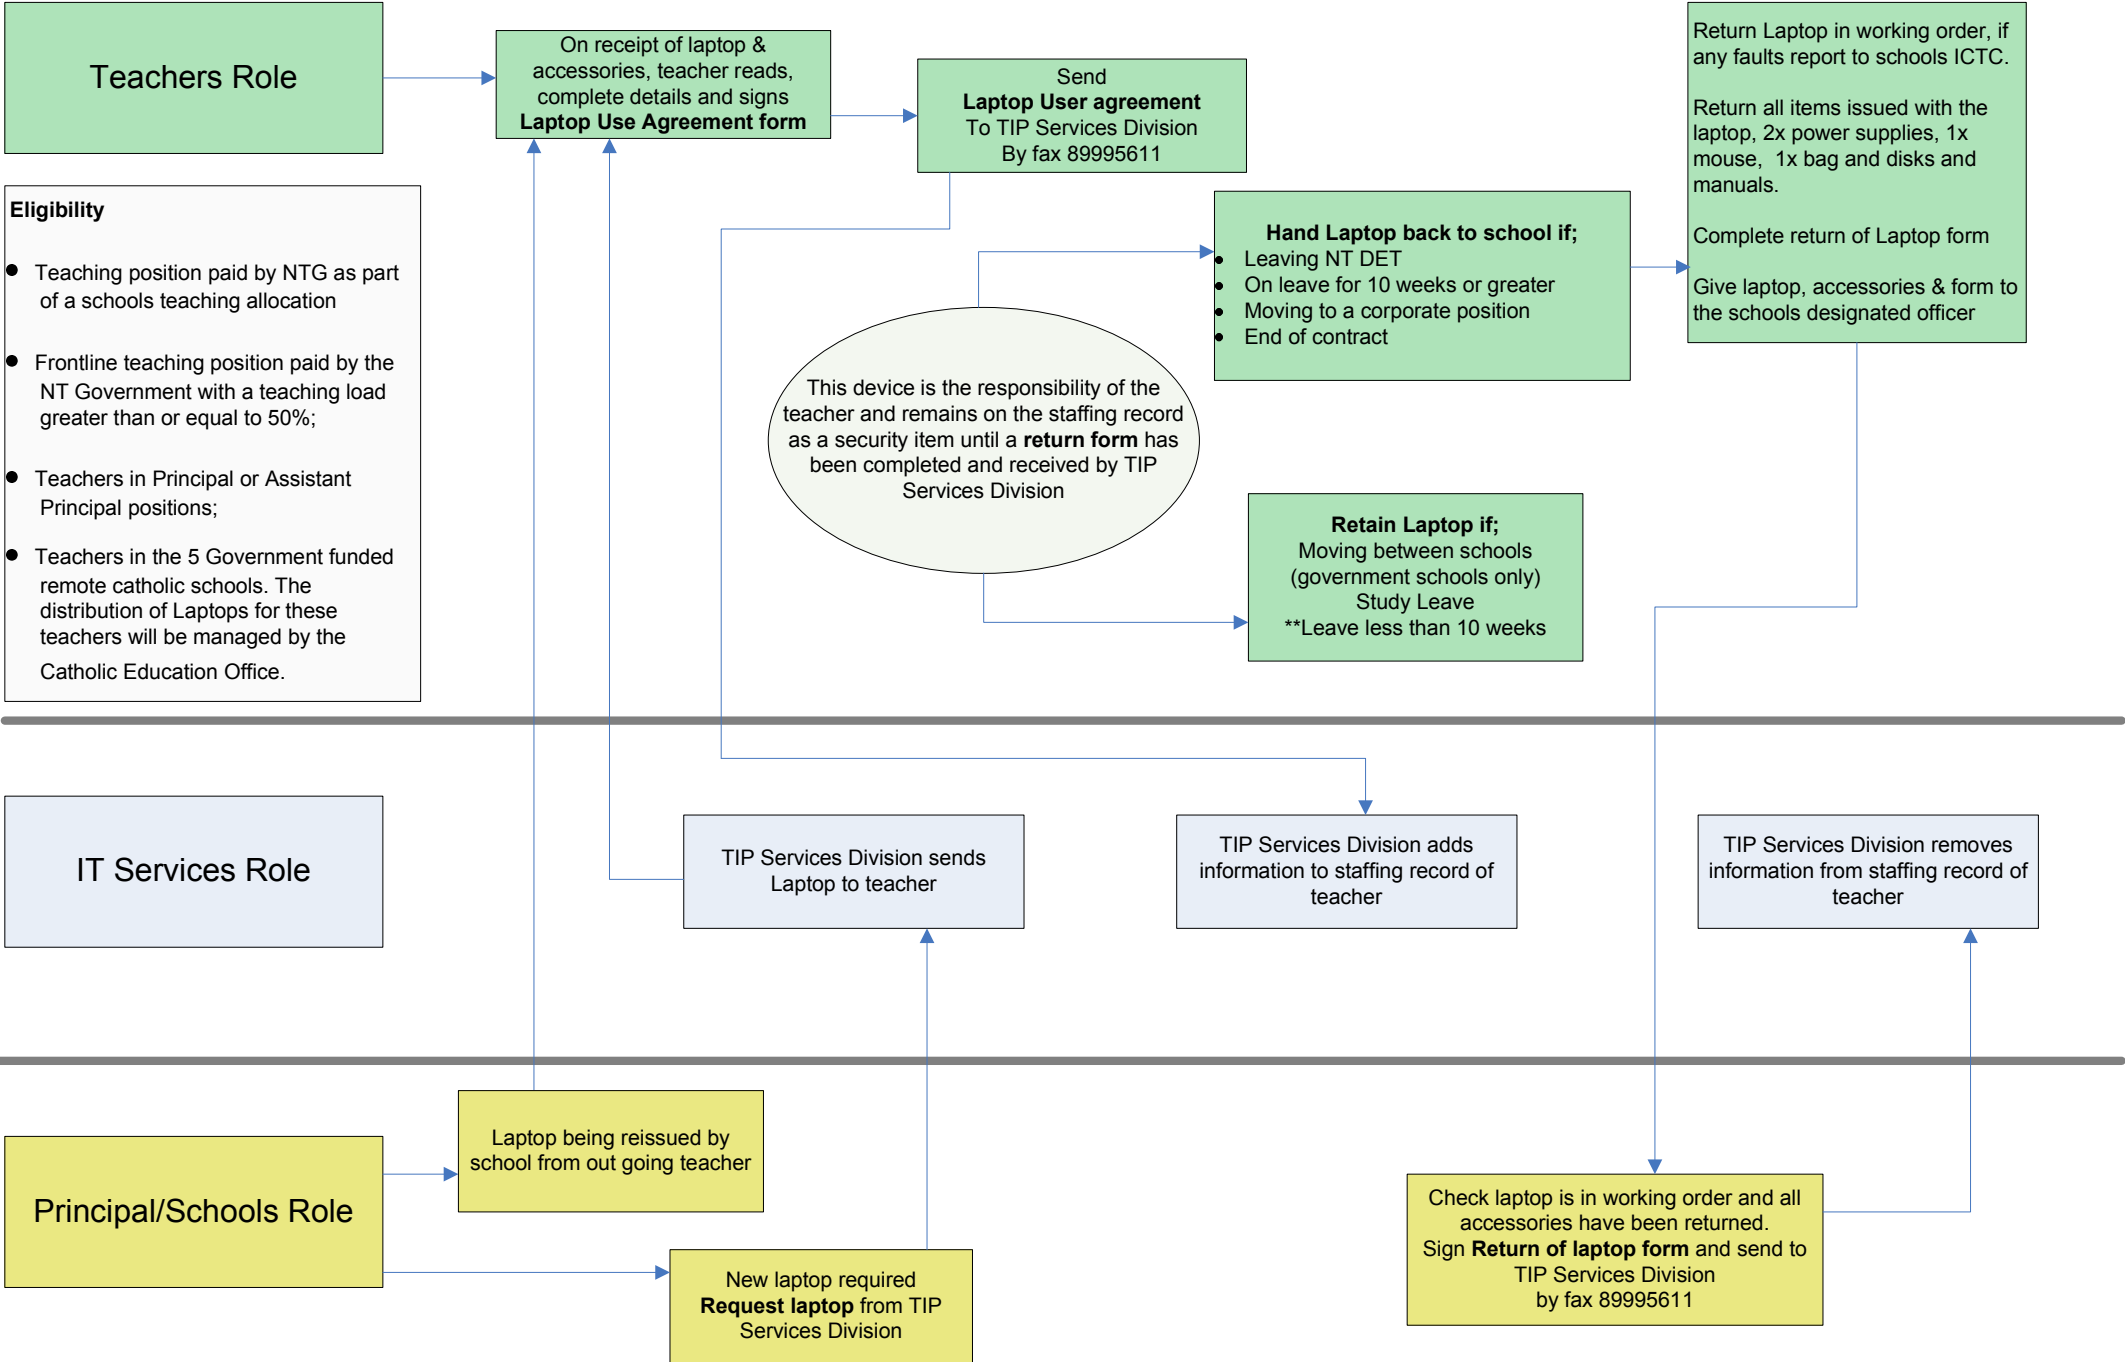 Teachers Role
On receipt of laptop &
accessories, teacher reads,
complete details and signs
Laptop Use Agreement form
Send
Laptop User agreement
To TIP Services Division
By fax 89995611
Return Laptop in working order, if
any faults report to schools ICTC.
Return all items issued with the
laptop, 2x power supplies, 1x
mouse, 1x bag and disks and
manuals.
Complete return of Laptop form
Give laptop, accessories & form to
the schools designated officer
Eligibility
• Teaching position paid by NTG as part
of a schools teaching allocation
• Frontline teaching position paid by the
NT Government with a teaching load
greater than or equal to 50%;
• Teachers in Principal or Assistant
Principal positions;
• Teachers in the 5 Government funded
remote catholic schools. The
distribution of Laptops for these
teachers will be managed by the
Catholic Education Office.
Hand Laptop back to school if;
• Leaving NT DET
• On leave for 10 weeks or greater
• Moving to a corporate position
• End of contract
This device is the responsibility of the
teacher and remains on the staffing record
as a security item until a return form has
been completed and received by TIP
Services Division
Retain Laptop if;
Moving between schools
(government schools only)
Study Leave
**Leave less than 10 weeks
IT Services Role
TIP Services Division sends
Laptop to teacher
TIP Services Division adds
information to staffing record of
teacher
TIP Services Division removes
information from staffing record of
teacher
Principal/Schools Role
Laptop being reissued by
school from out going teacher
New laptop required
Request laptop from TIP
Services Division
Check laptop is in working order and all
accessories have been returned.
Sign Return of laptop form and send to
TIP Services Division
by fax 89995611